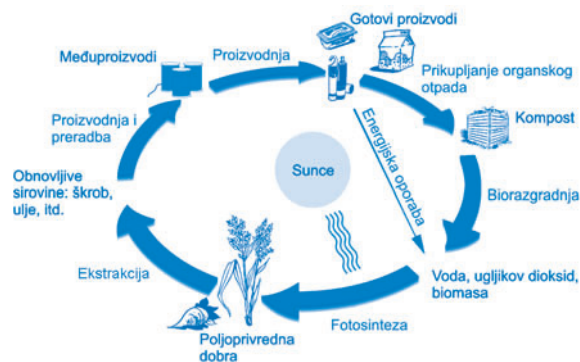 Gotovi proizvodi
Međuproizvodi
Proizvodnja
Prikupljanje organskog
otpada
Proizvodnja i
preradba
Kompost
Energijska oporaba
Sunce
Obnovljive
sirovine: škrob,
ulje, itd.
Biorazgradnja
Ekstrakcija
Voda, ugljikov dioksid,
biomasa
Fotosinteza
Poljoprivredna
dobra